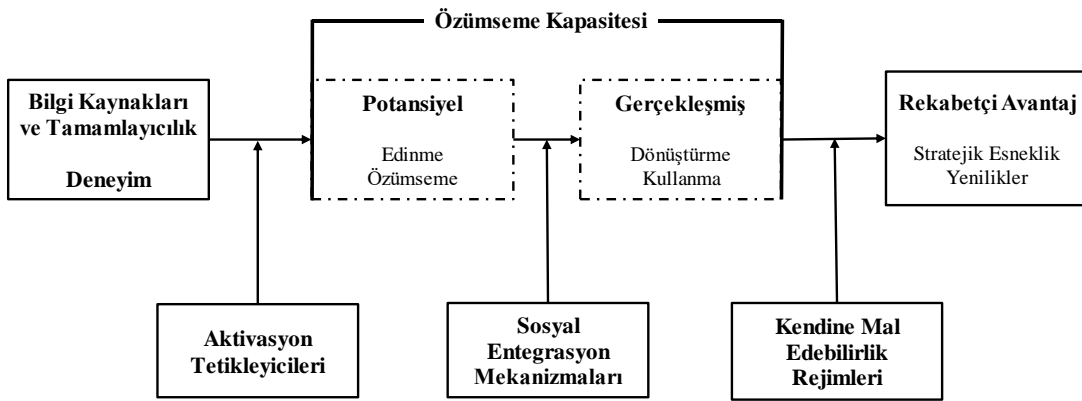 Özümseme Kapasitesi
Bilgi Kaynakları
ve Tamamlayıcılık
Deneyim
Potansiyel
Edinme
Özümseme
Gerçekleşmiş
Dönüştürme
Kullanma
Rekabetçi Avantaj
Stratejik Esneklik
Yenilikler
Aktivasyon
Tetikleyicileri
Sosyal
Entegrasyon
Mekanizmaları
Kendine Mal
Edebilirlik
Rejimleri